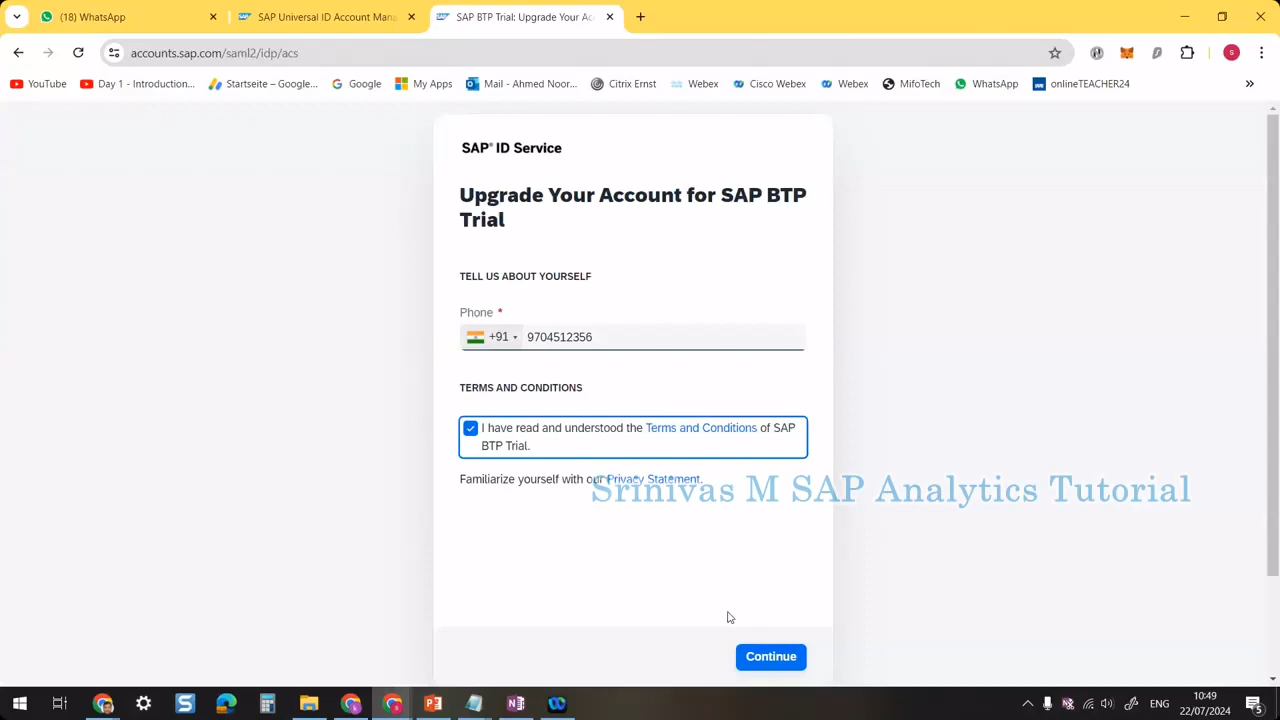 (18) WhatsApp
SAP Universal ID Account Mana
SAP BTP Trial: Upgrade Your Ac
accounts.sap.com/saml2/idp/acs
S
YouTube
Day 1 - Introduction...
Startseite – Google...
Google
My Apps
Mail - Ahmed Noor...
Citrix Ernst
Webex
Cisco Webex
Webex
MifoTech
WhatsApp
onlineTEACHER24
SAP® ID Service
Upgrade Your Account for SAP BTP
Trial
TELL US ABOUT YOURSELF
Phone *
+91 9704512356
TERMS AND CONDITIONS
I have read and understood the Terms and Conditions of SAP
BTP Trial.
Familiarize yourself with our Privacy Statement.
Srinivas M SAP Analytics Tutorial
Continue
ENG
10:49
22/07/2024
5